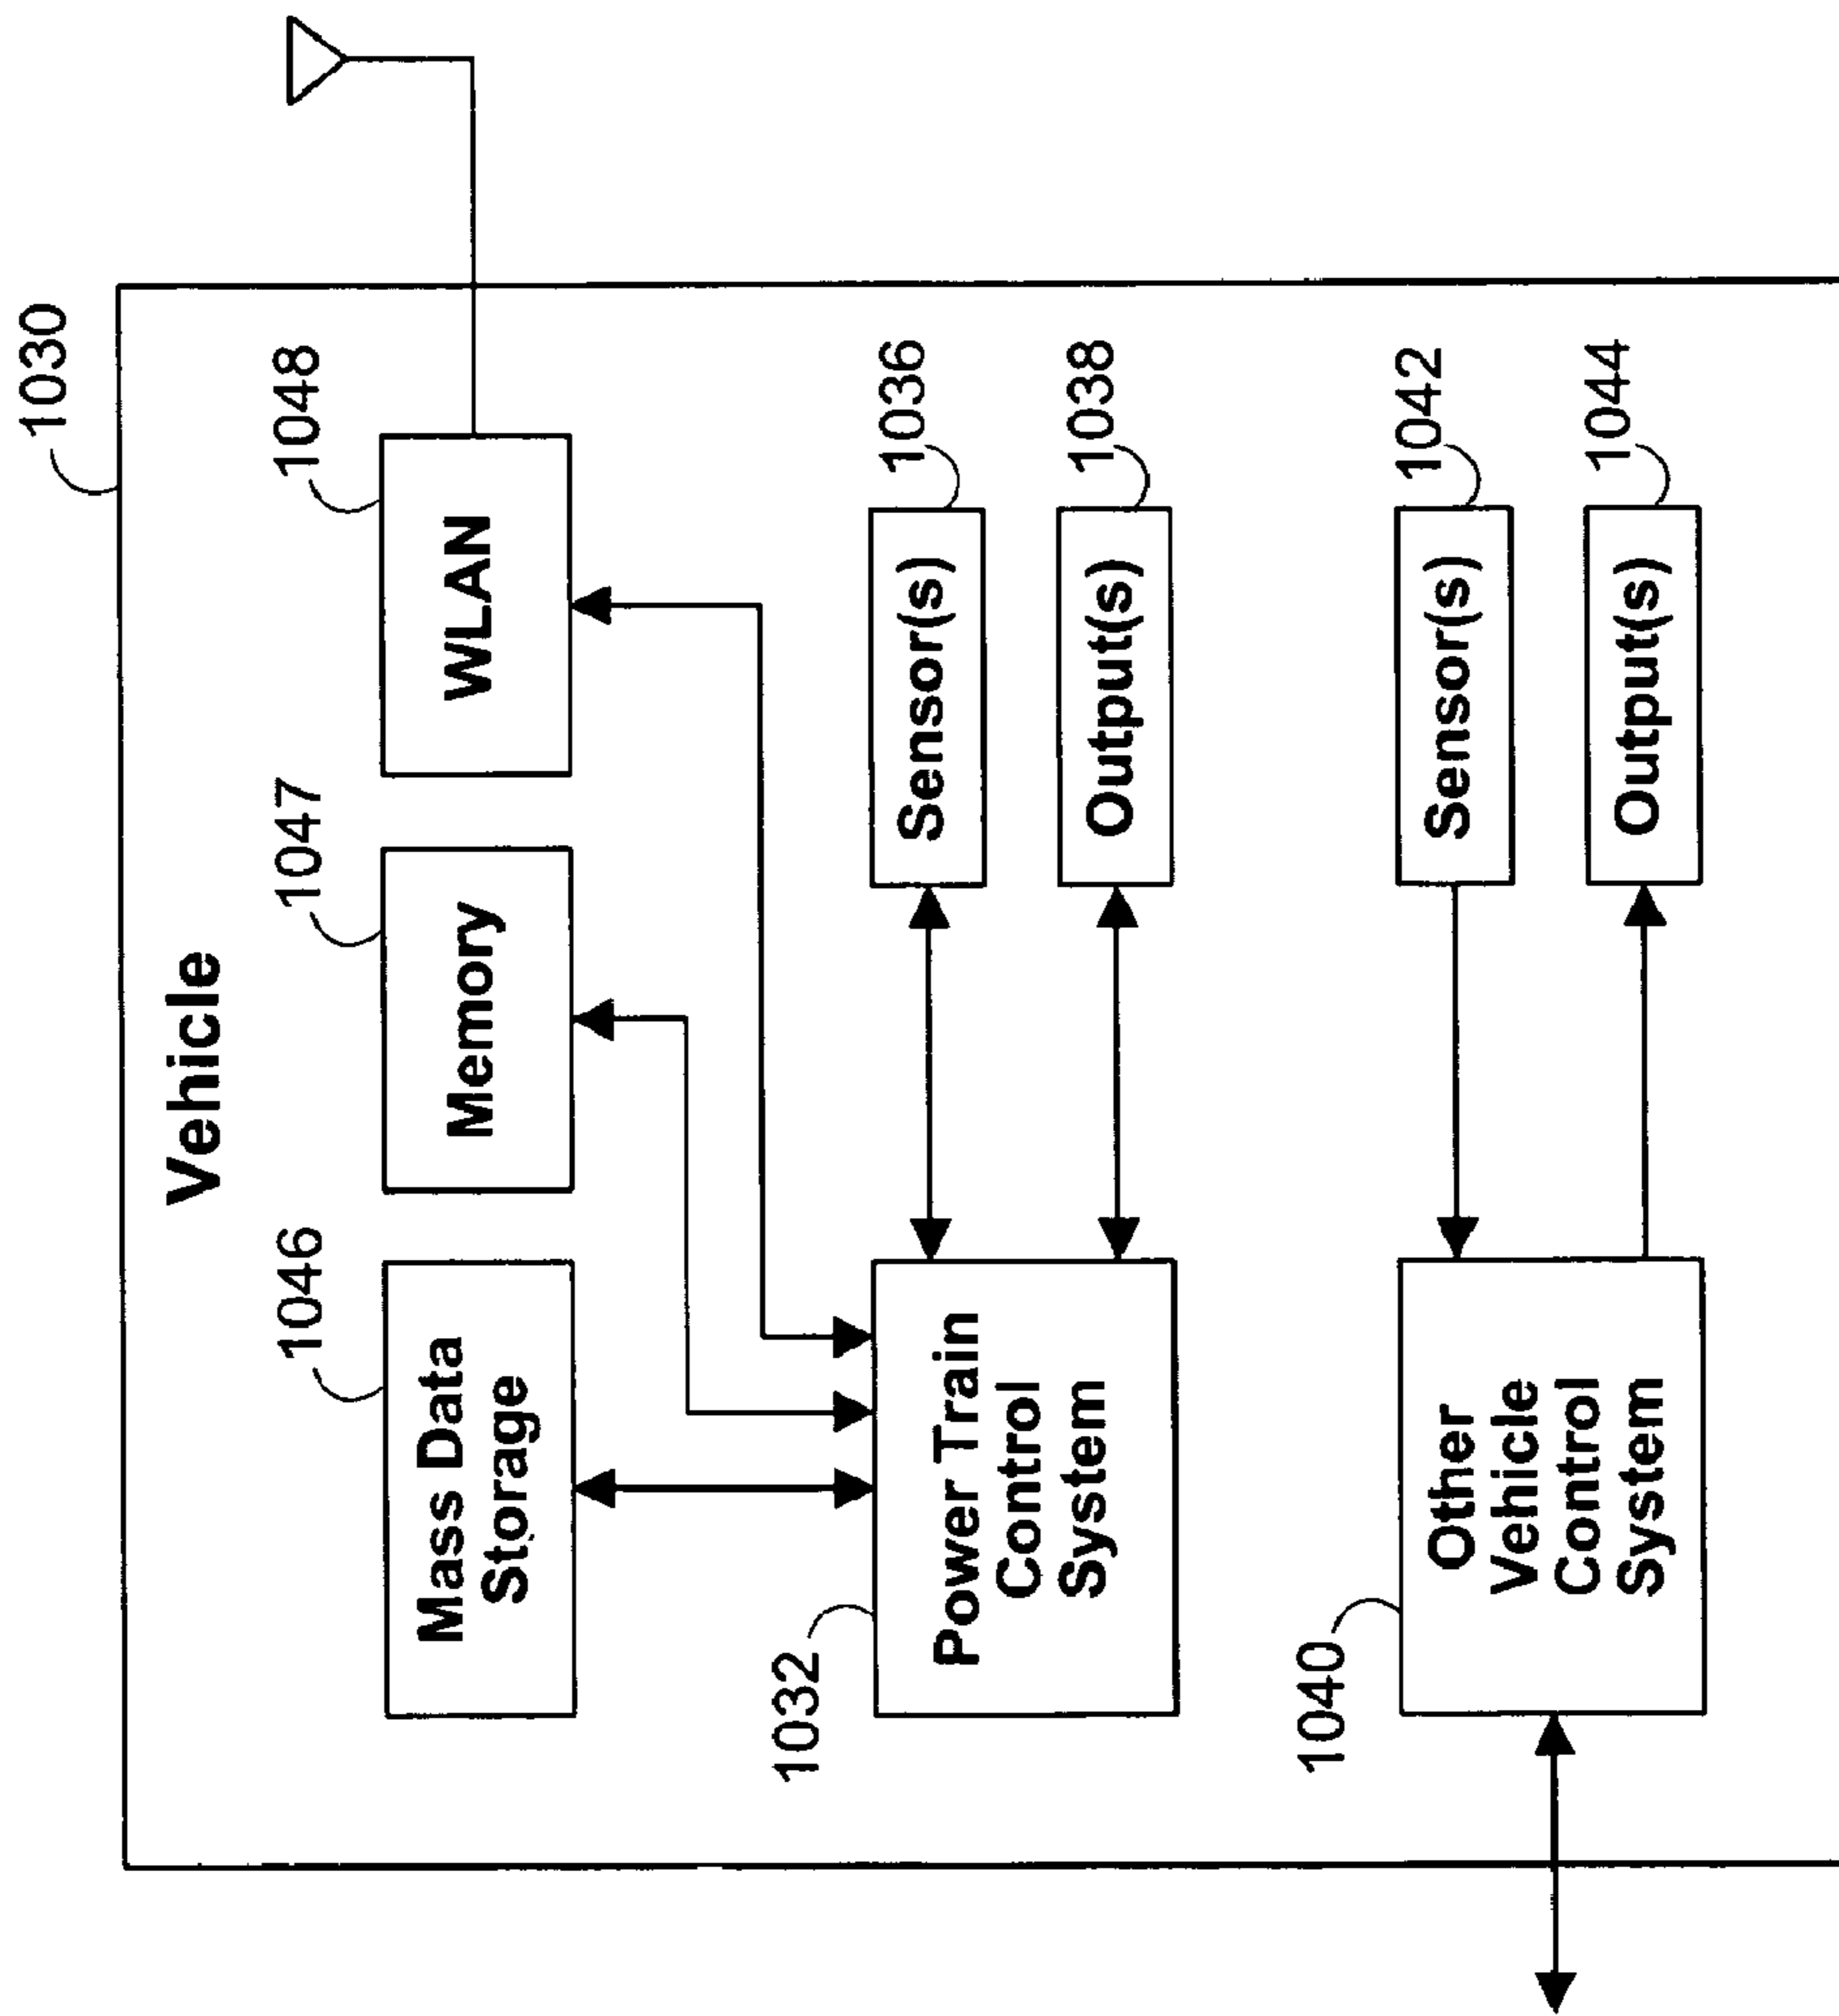 1030
Vehicle
1046
1047
1048
Mass Data
Storage
Memory
WLAN
1032
Power Train
Control
System
1036
Sensor(s)
1038
Output(s)
1040
Other
Vehicle
Control
System
1042
Sensor(s)
1044
Output(s)